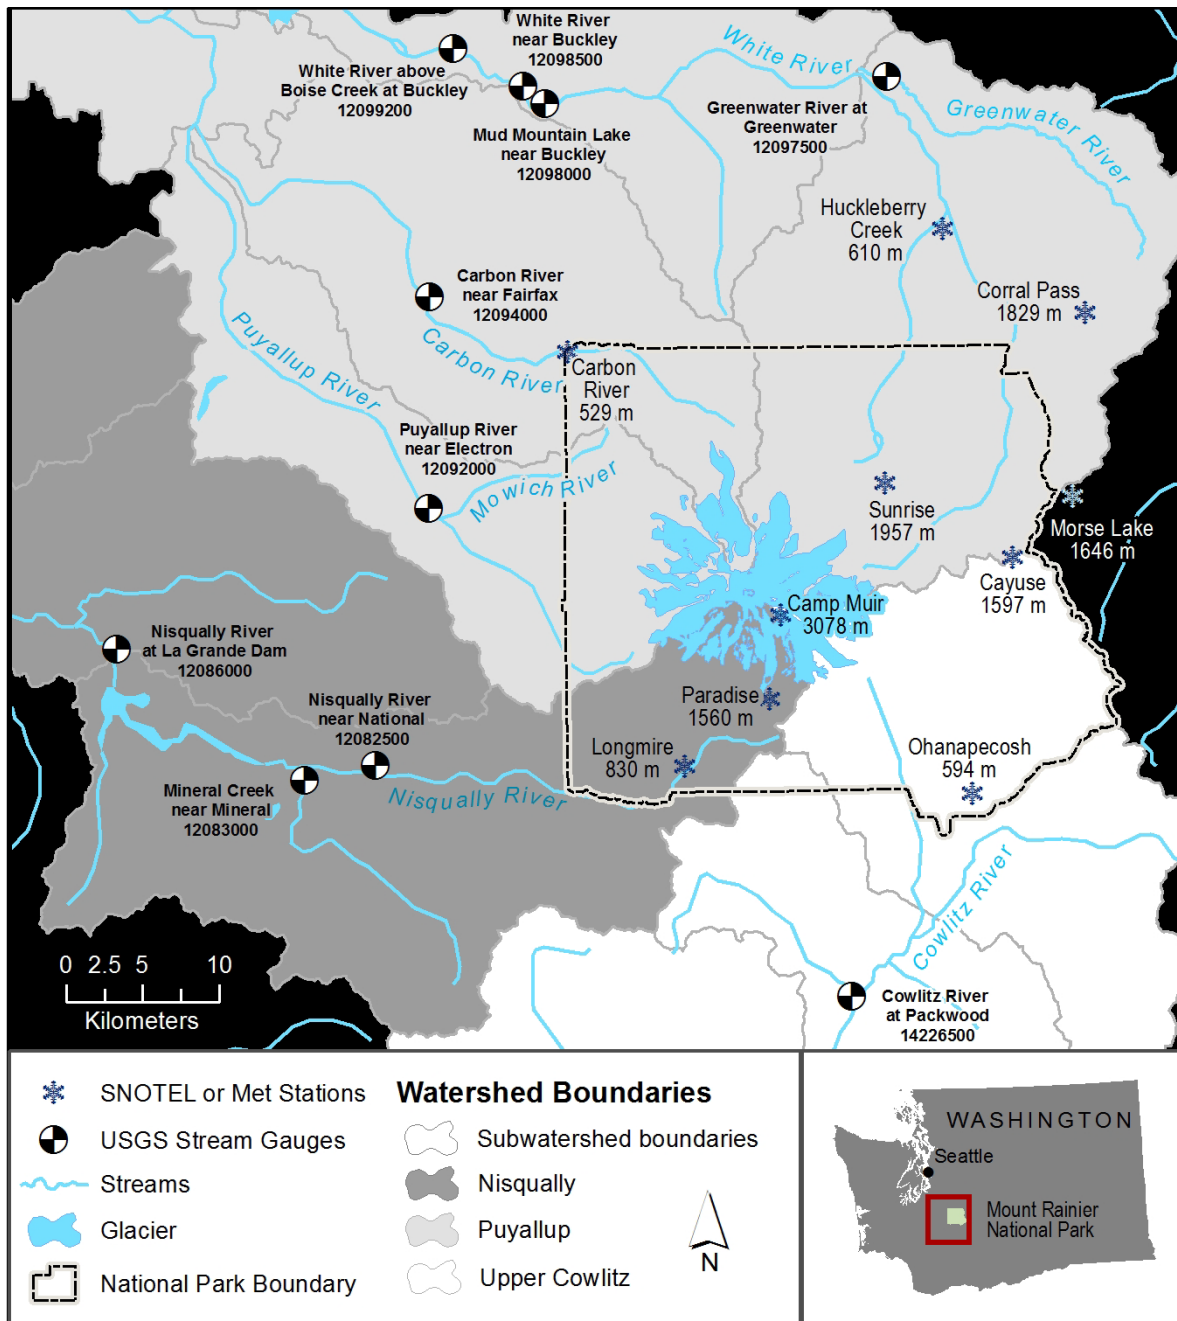 White River
near Buckley
12098500
White River above
Boise Creek at Buckley
12099200
Mud Mountain Lake
near Buckley
12098000
White River
Greenwater River at
Greenwater
12097500
Greenwater River
Huckleberry
Creek
610 m
Corral Pass
1829 m
Carbon River
near Fairfax
12094000
Carbon River
Carbon
River
529 m
Puyallup River
Puyallup River
near Electron
12092000
Mowich River
Sunrise
1957 m
Morse Lake
1646 m
Cayuse
1597 m
Camp Muir
3078 m
Nisqually River
at La Grande Dam
12086000
Nisqually River
near National
12082500
Paradise
1560 m
Longmire
830 m
Ohanapecosh
594 m
Mineral Creek
near Mineral
12083000
Nisqually River
Cowlitz River
Cowlitz River
at Packwood
14226500
0 2.5 5 10
Kilometers
SNOTEL or Met Stations
USGS Stream Gauges
Streams
Glacier
National Park Boundary
Watershed Boundaries
Subwatershed boundaries
Nisqually
Puyallup
Upper Cowlitz
N
WASHINGTON
Seattle
Mount Rainier
National Park